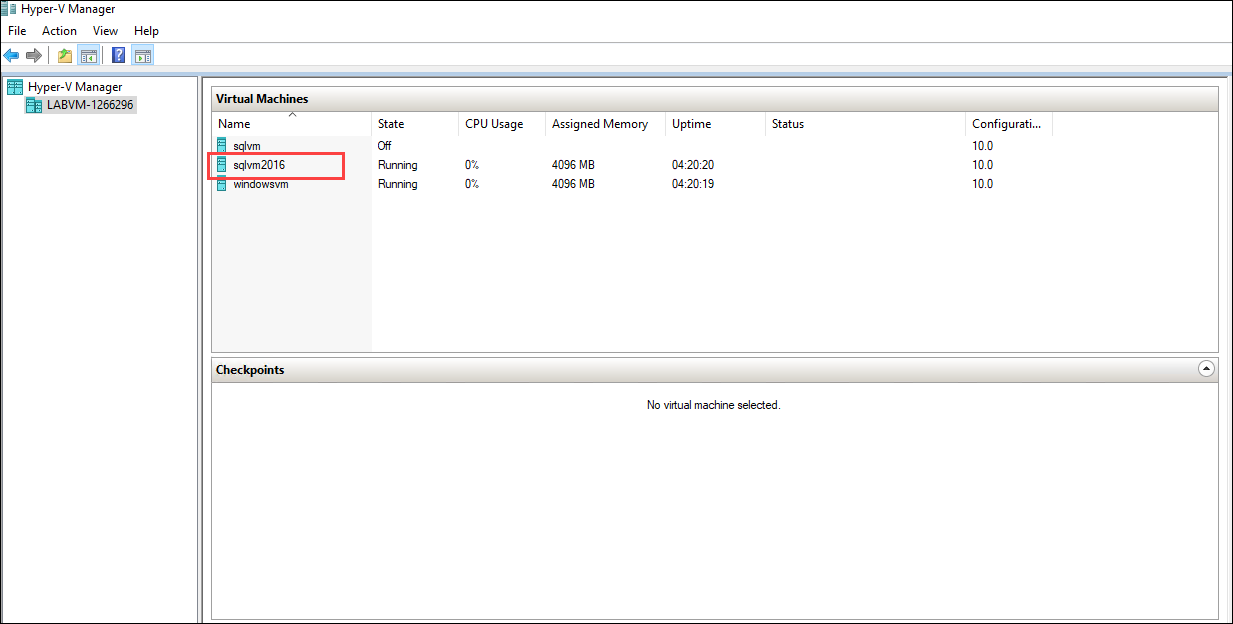 Hyper-V Manager
File Action View Help
Hyper-V Manager
LABVM-1266296
Virtual Machines
Name State CPU Usage Assigned Memory Uptime Status Configurati...
sqlvm Off 10.0
sqlvm2016 Running 0% 4096 MB 04:20:20 10.0
windowsvm Running 0% 4096 MB 04:20:19 10.0
Checkpoints
No virtual machine selected.